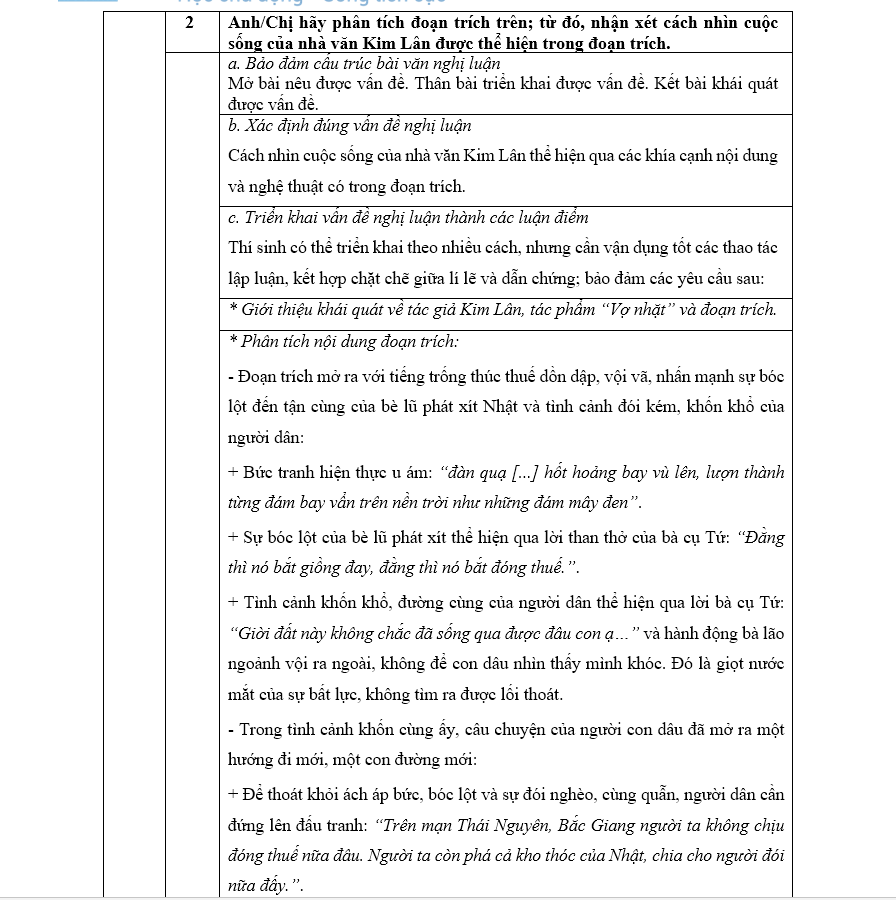 2
Anh/Chị hãy phân tích đoạn trích trên; từ đó, nhận xét cách nhìn cuộc
sống của nhà văn Kim Lân được thể hiện trong đoạn trích.
a. Bảo đảm cấu trúc bài văn nghị luận
Mở bài nêu được vấn đề. Thân bài triển khai được vấn đề. Kết bài khái quát
được vấn đề.
b. Xác định đúng vấn đề nghị luận
Cách nhìn cuộc sống của nhà văn Kim Lân thể hiện qua các khía cạnh nội dung
và nghệ thuật có trong đoạn trích.
c. Triển khai vấn đề nghị luận thành các luận điểm
Thí sinh có thể triển khai theo nhiều cách, nhưng cần vận dụng tốt các thao tác
lập luận, kết hợp chặt chẽ giữa lí lẽ và dẫn chứng; bảo đảm các yêu cầu sau:
* Giới thiệu khái quát về tác giả Kim Lân, tác phẩm “Vợ nhặt” và đoạn trích.
* Phân tích nội dung đoạn trích:
- Đoạn trích mở ra với tiếng trống thúc thuế dồn dập, vội vã, nhấn mạnh sự bóc
lột đến tận cùng của bè lũ phát xít Nhật và tình cảnh đói kém, khốn khổ của
người dân:
+ Bức tranh hiện thực u ám: “đàn quạ [...] hốt hoảng bay vù lên, lượn thành
từng đám bay vẩn trên nền trời như những đám mây đen”.
+ Sự bóc lột của bè lũ phát xít thể hiện qua lời than thở của bà cụ Tứ: “Đằng
thì nó bắt giồng đay, đằng thì nó bắt đóng thuế.”.
+ Tình cảnh khốn khổ, đường cùng của người dân thể hiện qua lời bà cụ Tứ:
“Giời đất này không chắc đã sống qua được đâu con ạ...” và hành động bà lão
ngoảnh vội ra ngoài, không để con dâu nhìn thấy mình khóc. Đó là giọt nước
mắt của sự bất lực, không tìm ra được lối thoát.
- Trong tình cảnh khốn cùng ấy, câu chuyện của người con dâu đã mở ra một
hướng đi mới, một con đường mới:
+ Để thoát khỏi ách áp bức, bóc lột và sự đói nghèo, cùng quẫn, người dân cần
đứng lên đấu tranh: “Trên mạn Thái Nguyên, Bắc Giang người ta không chịu
đóng thuế nữa đâu. Người ta còn phá cả kho thóc của Nhật, chia cho người đói
nữa đấy.”.